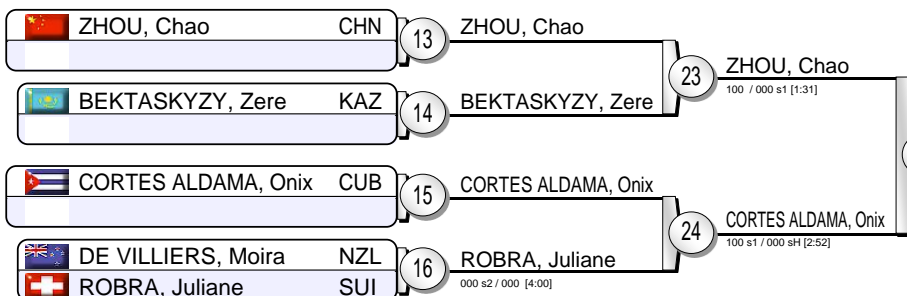 ZHOU, Chao CHN 13 ZHOU, Chao
23 ZHOU, Chao
100 / 000 s1 [1:31]
BEKTASKYZY, Zere KAZ 14 BEKTASKYZY, Zere
CORTES ALDAMA, Onix CUB 15 CORTES ALDAMA, Onix
24 CORTES ALDAMA, Onix
100 s1 / 000 sH [2:52]
DE VILLIERS, Moira NZL 16 ROBRA, Juliane
000 s2 / 000 [4:00]
ROBRA, Juliane SUI